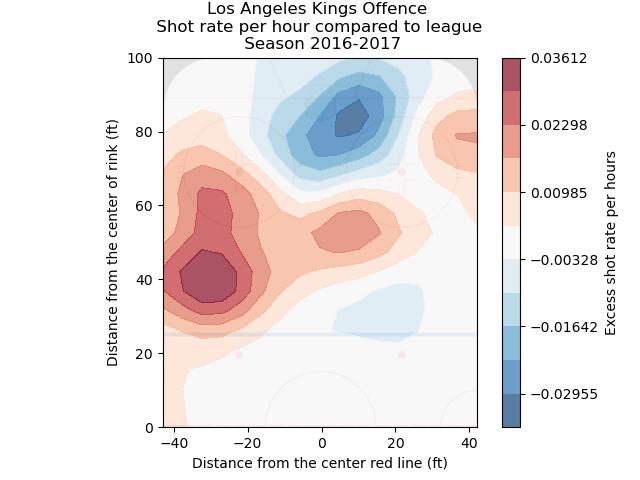 Los Angeles Kings Offence
Shot rate per hour compared to league
Season 2016-2017
100
80
60
40
20
0
−40
−20
0
20
40
Distance from the center of rink (ft)
Distance from the center red line (ft)
0.03612
0.02298
0.00985
−0.00328
−0.01642
−0.02955
Excess shot rate per hours